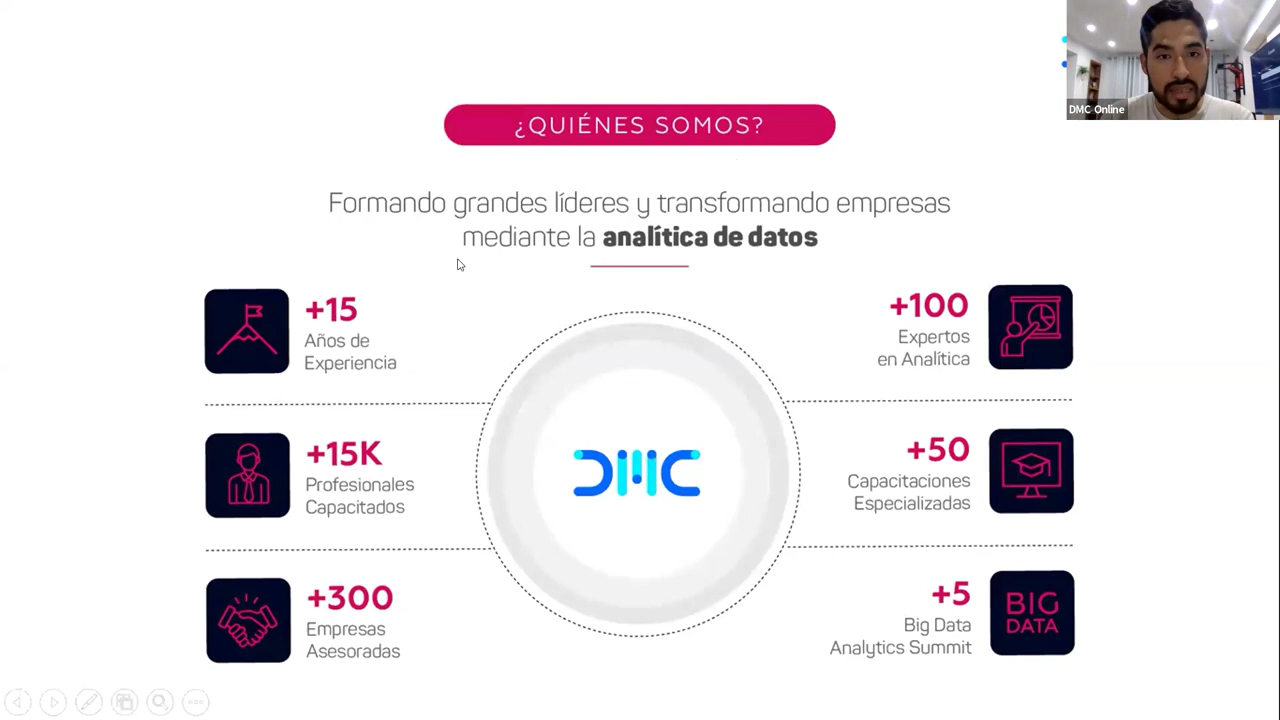 DMC Online
¿QUIÉNES SOMOS?
Formando grandes líderes y transformando empresas
mediante la analítica de datos
+15
Años de
Experiencia
+15K
Profesionales
Capacitados
+300
Empresas
Asesoradas
DMC
+100
Expertos
en Analítica
+50
Capacitaciones
Especializadas
+5
Big Data
Analytics Summit
BIG
DATA